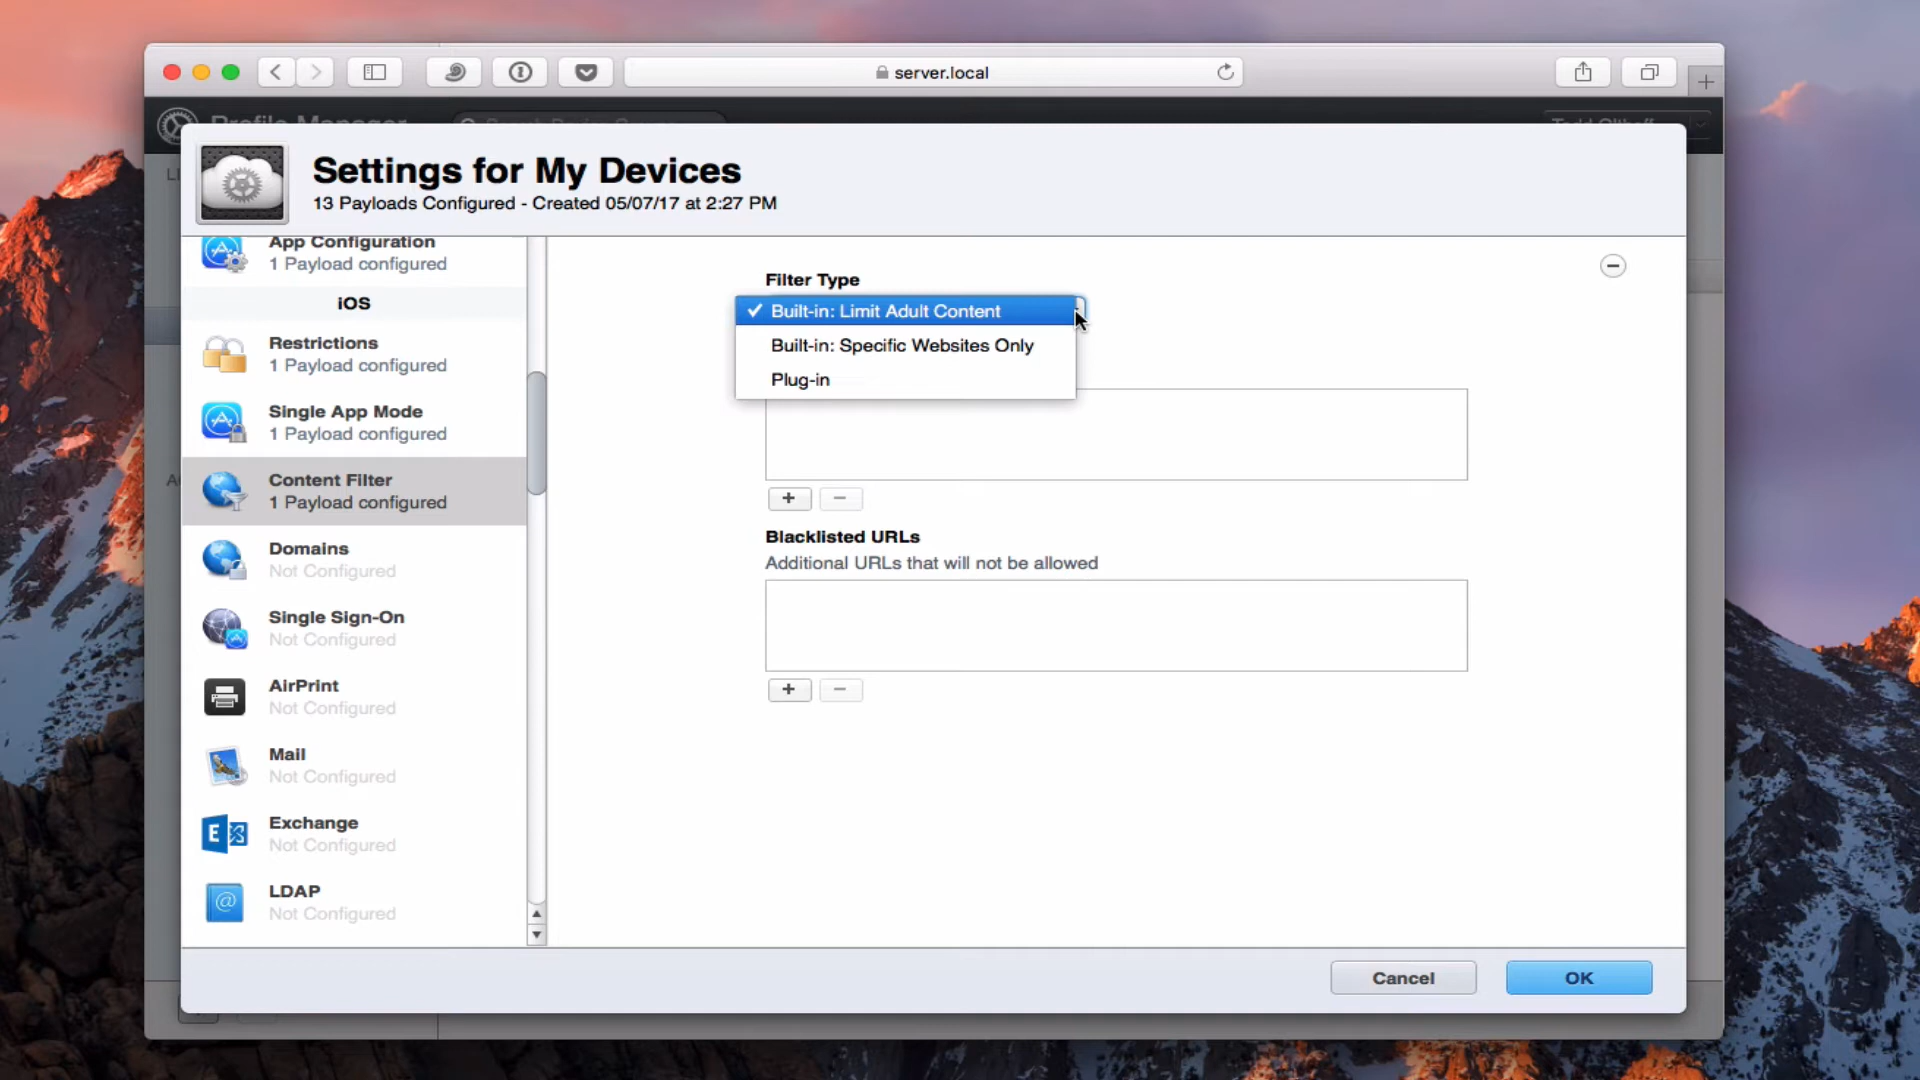 server.local
Profile Manager
Todd Olthoff
Settings for My Devices
13 Payloads Configured - Created 05/07/17 at 2:27 PM
App Configuration
1 Payload configured
iOS
Restrictions
1 Payload configured
Single App Mode
1 Payload configured
Content Filter
1 Payload configured
Domains
Not Configured
Single Sign-On
Not Configured
AirPrint
Not Configured
Mail
Not Configured
Exchange
Not Configured
LDAP
Not Configured
Filter Type
Built-in: Limit Adult Content
Built-in: Specific Websites Only
Plug-in
Blacklisted URLs
Additional URLs that will not be allowed
Cancel
OK